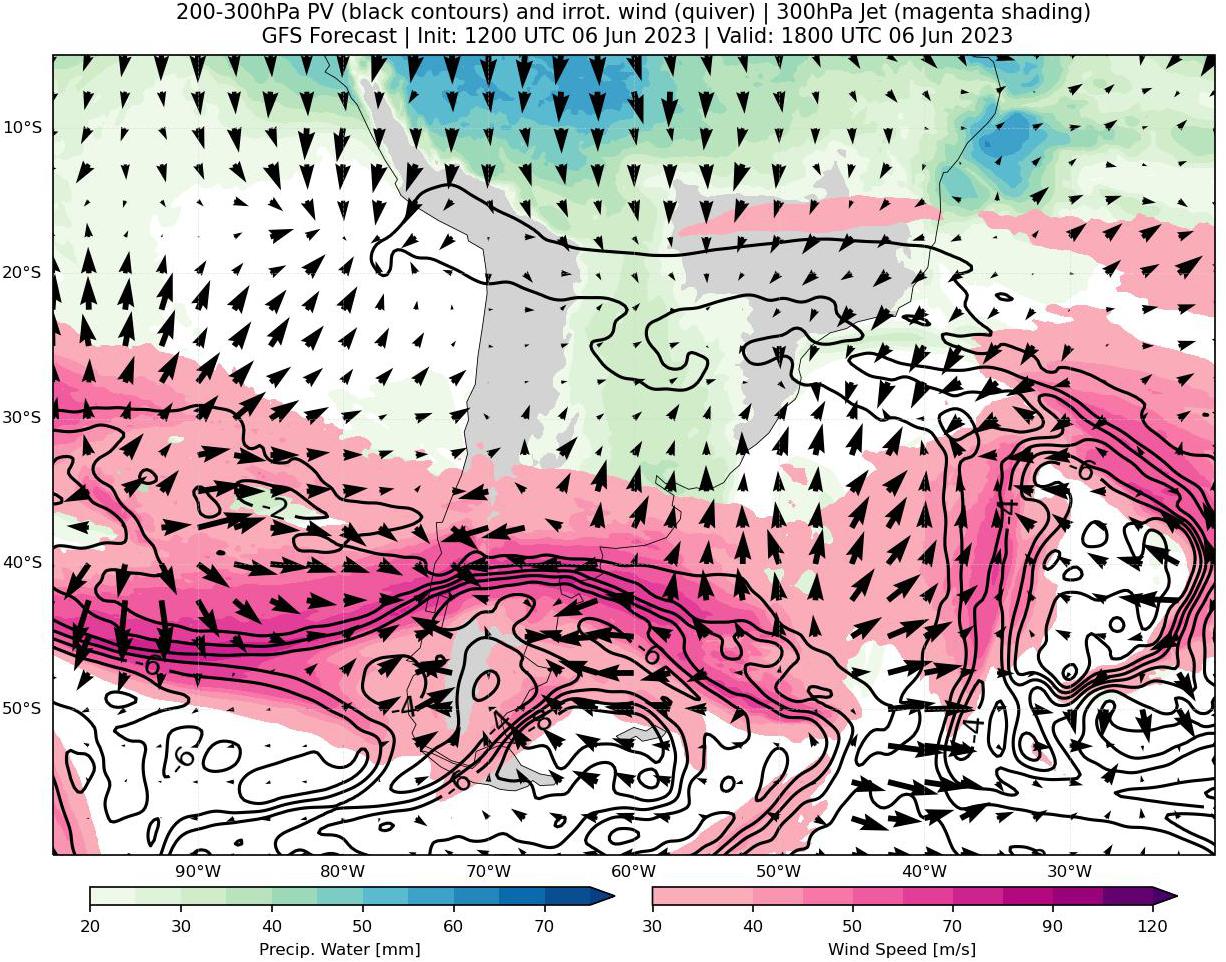 200-300hPa PV (black contours) and irrot. wind (quiver) | 300hPa Jet (magenta shading)
GFS Forecast | Init: 1200 UTC 06 Jun 2023 | Valid: 1800 UTC 06 Jun 2023
10°S
20°S
30°S
40°S
50°S
-6
-2
-4
-6
-6
-4
-4
-8
-4
-6
-6
90°W 80°W 70°W 60°W 50°W 40°W 30°W
20 30 40 50 60 70
Precip. Water [mm]
30 40 50 70 90 120
Wind Speed [m/s]